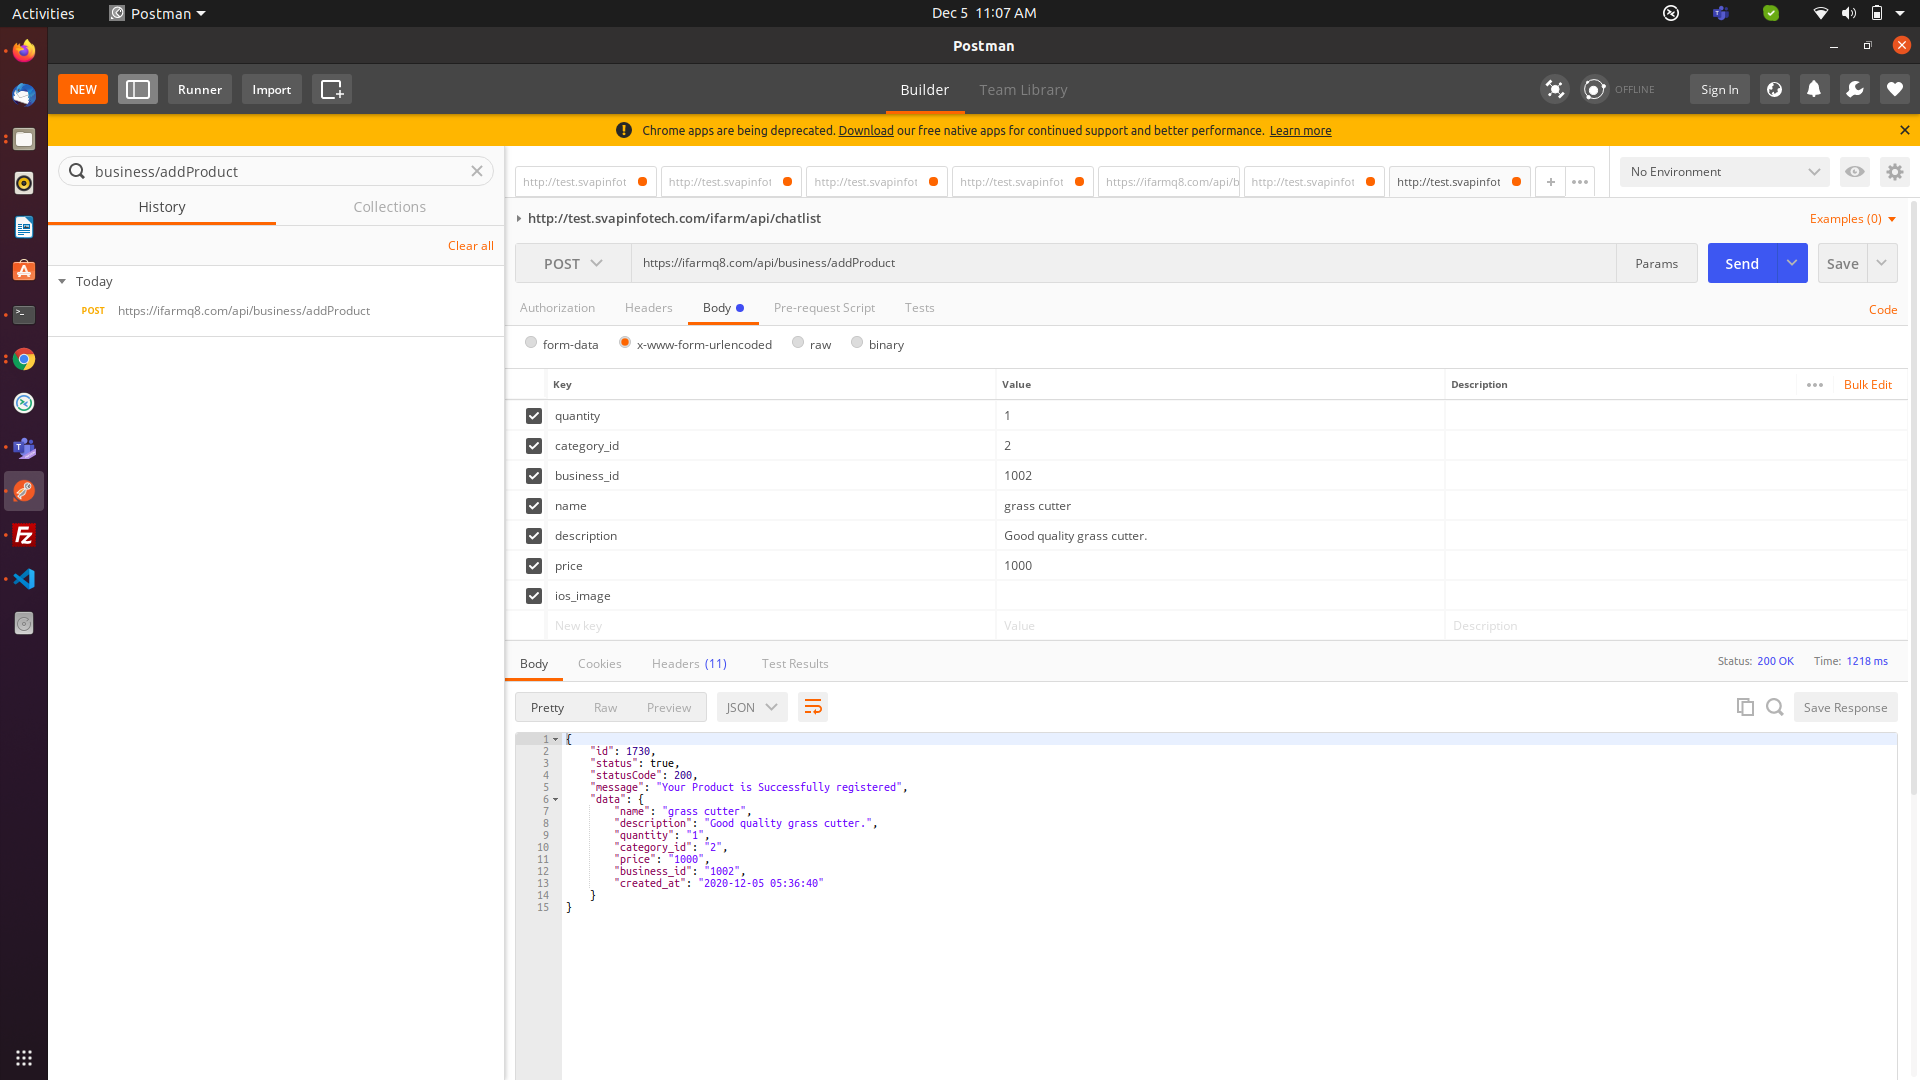 Activities Postman Dec 5 11:07 AM
Postman
NEW Runner Import Builder Team Library OFFLINE Sign In
Chrome apps are being deprecated. Download our free native apps for continued support and better performance. Learn more
business/addProduct
History Collections
Clear all
Today
POST https://ifarmq8.com/api/business/addProduct
http://test.svapinfot http://test.svapinfot http://test.svapinfot http://test.svapinfot https://ifarmq8.com/api/b http://test.svapinfot http://test.svapinfot No Environment
http://test.svapinfotech.com/ifarm/api/chatlist Examples (0)
POST https://ifarmq8.com/api/business/addProduct Params Send Save
Authorization Headers Body Pre-request Script Tests Code
form-data x-www-form-urlencoded raw binary
Key Value Description Bulk Edit
quantity 1
category_id 2
business_id 1002
name grass cutter
description Good quality grass cutter.
price 1000
ios_image
New key Value Description
Body Cookies Headers (11) Test Results Status: 200 OK Time: 1218 ms
Pretty Raw Preview JSON Save Response
1 {
2 "id": 1730,
3 "status": true,
4 "statusCode": 200,
5 "message": "Your Product is Successfully registered",
6 "data": {
7 "name": "grass cutter",
8 "description": "Good quality grass cutter.",
9 "quantity": "1",
10 "category_id": "2",
11 "price": "1000",
12 "business_id": "1002",
13 "created_at": "2020-12-05 05:36:40"
14 }
15 }